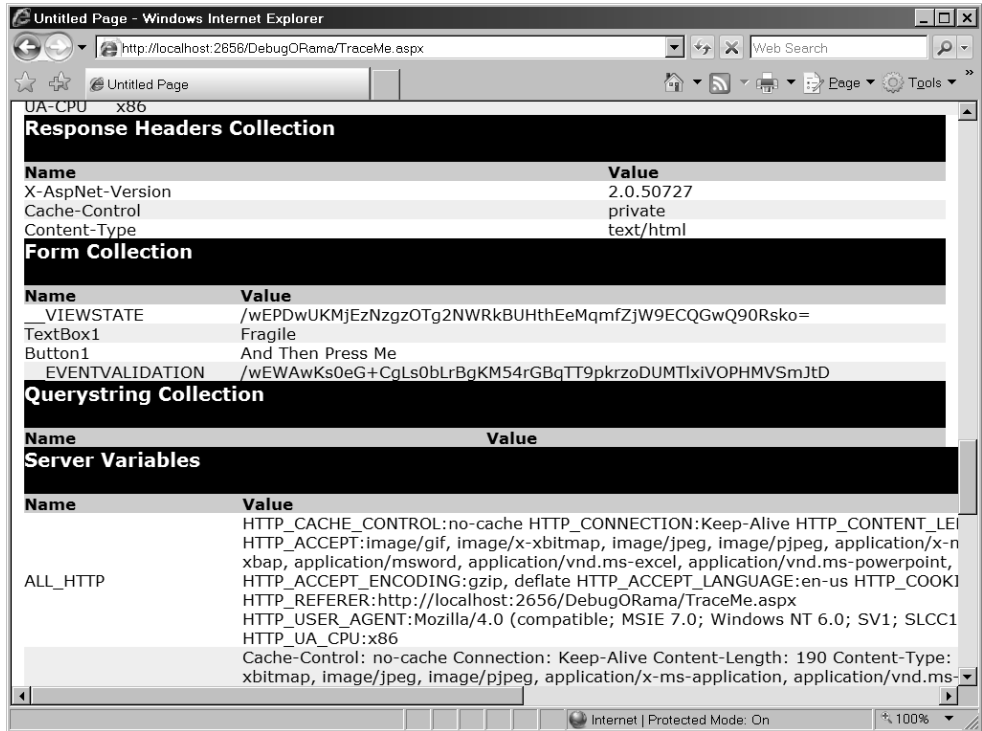 Untitled Page - Windows Internet Explorer
http://localhost:2656/DebugORama/TraceMe.aspx
Web Search
Untitled Page
Page
Tools
»
UA-CPU x86
Response Headers Collection
Name Value
X-AspNet-Version 2.0.50727
Cache-Control private
Content-Type text/html
Form Collection
Name Value
__VIEWSTATE /wEPDwUKMjEzNzgzOTg2NWRkBUHthEeMqmfZjW9ECQGwQ90Rsko=
TextBox1 Fragile
Button1 And Then Press Me
__EVENTVALIDATION /wEWAwKs0eG+CgLs0bLrBgKM54rGBqTT9pkrzoDUMTlxiVOPHMVSmJtD
Querystring Collection
Name Value
Server Variables
Name Value
HTTP_CACHE_CONTROL:no-cache HTTP_CONNECTION:Keep-Alive HTTP_CONTENT_LE
HTTP_ACCEPT:image/gif, image/x-xbitmap, image/jpeg, image/pjpeg, application/x-
xbap, application/msword, application/vnd.ms-excel, application/vnd.ms-powerpoint,
ALL_HTTP HTTP_ACCEPT_ENCODING:gzip, deflate HTTP_ACCEPT_LANGUAGE:en-us HTTP_COOK
HTTP_REFERER:http://localhost:2656/DebugORama/TraceMe.aspx
HTTP_USER_AGENT:Mozilla/4.0 (compatible; MSIE 7.0; Windows NT 6.0; SV1; SLCC1
HTTP_UA_CPU:x86
Cache-Control: no-cache Connection: Keep-Alive Content-Length: 190 Content-Type:
xbitmap, image/jpeg, image/pjpeg, application/x-ms-application, application/vnd.ms-
Internet | Protected Mode: On
100%